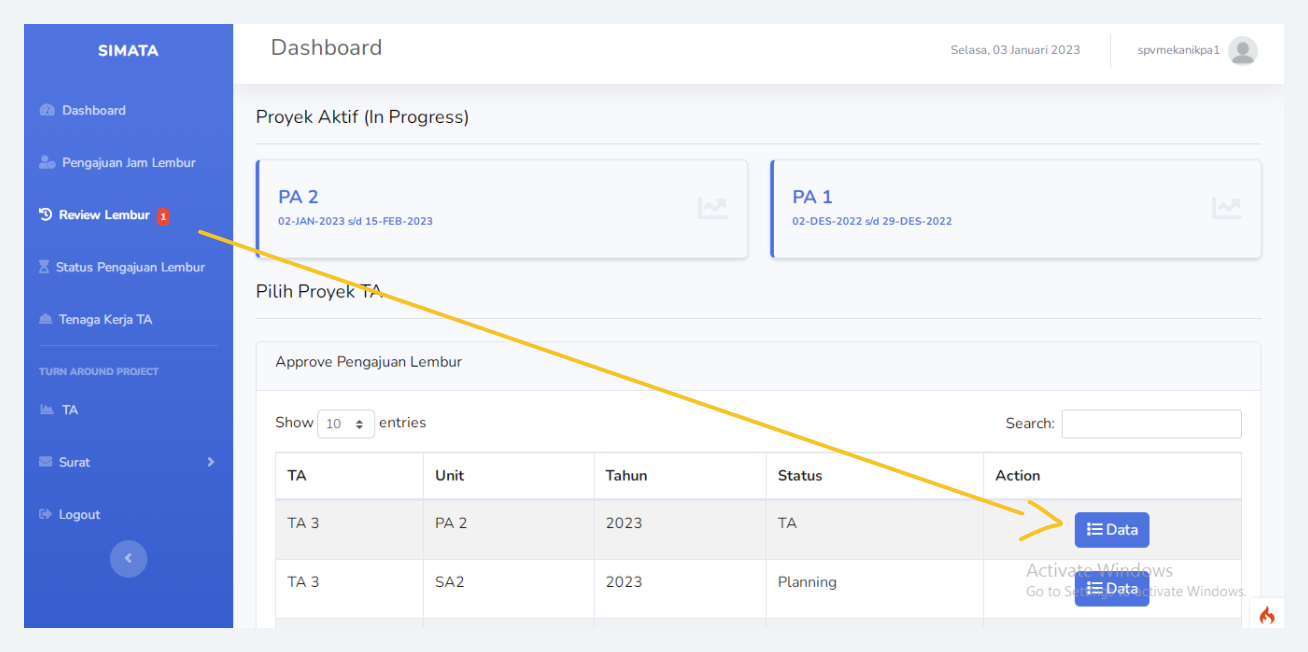 SIMATA
Dashboard
Pengajuan Jam Lembur
Review Lembur 1
Status Pengajuan Lembur
Tenaga Kerja TA
TURN AROUND PROJECT
TA
Surat
Logout
Dashboard
Selasa, 03 Januari 2023
spvmekanikpa1
Proyek Aktif (In Progress)
PA 2
02-JAN-2023 s/d 15-FEB-2023
PA 1
02-DES-2022 s/d 29-DES-2022
Pilih Proyek TA
Approve Pengajuan Lembur
Show 10 entries
Search:
TA Unit Tahun Status Action
TA 3 PA 2 2023 TA Data
TA 3 SA2 2023 Planning Data
Activate Windows
Go to Settings to activate Windows.